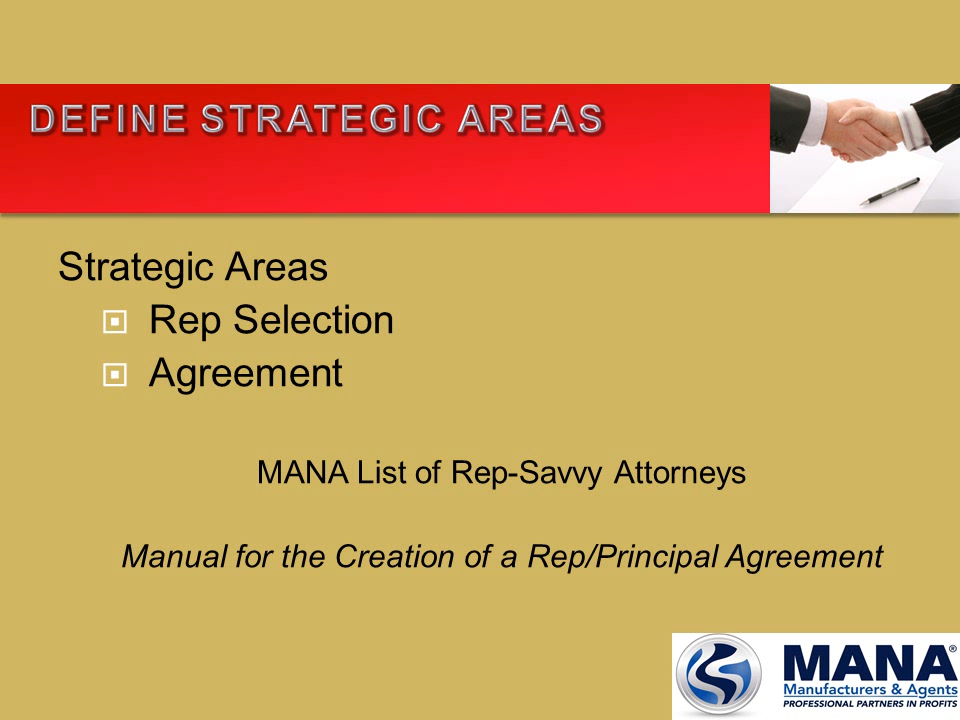 DEFINE STRATEGIC AREAS
Strategic Areas
Rep Selection
Agreement
MANA List of Rep-Savvy Attorneys
Manual for the Creation of a Rep/Principal Agreement
MANA®
Manufacturers & Agents
PROFESSIONAL PARTNERS IN PROFITS